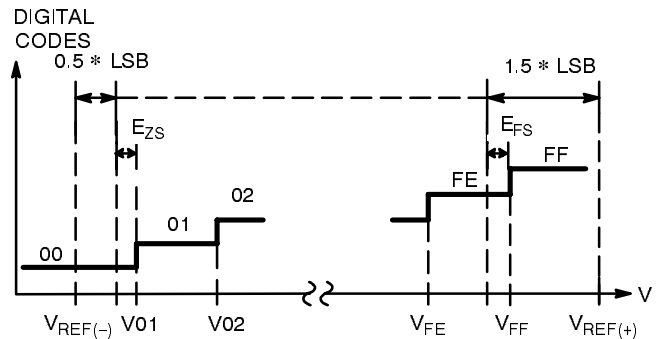 DIGITAL
CODES
0.5 * LSB
1.5 * LSB
E_ZS
E_FS
FF
FE
02
01
00
V
V_REF(–)
V01
V02
V_FE
V_FF
V_REF(+)